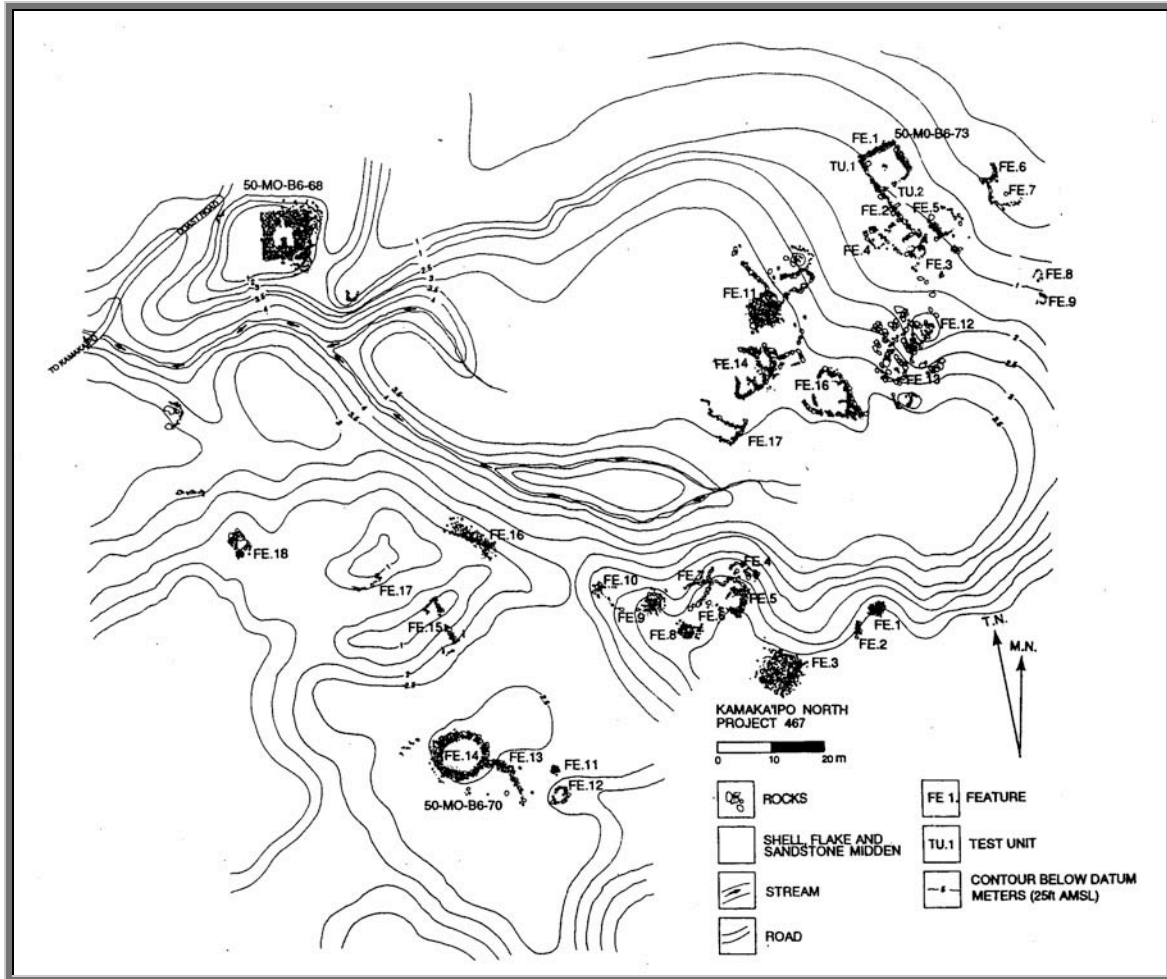 50-M0-B6-73
FE.1
TU.1
TU.2
FE.6
FE.7
FE.2
FE.5
FE.4
FE.3
FE.8
FE.9
50-MO-B6-68
COAST ROAD
FE.11
FE.12
FE.14
FE.13
FE.16
FE.17
FE.16
FE.18
FE.17
FE.15
FE.10
FE.9
FE.8
FE.7
FE.6
FE.4
FE.5
FE.1
FE.2
FE.3
T.N.
M.N.
FE.14
FE.13
FE.11
FE.12
50-MO-B6-70
KAMAKA'IPO NORTH
PROJECT 467
0 10 20 m
ROCKS
SHELL, FLAKE AND
SANDSTONE MIDDEN
STREAM
ROAD
FE 1.
FEATURE
TU.1
TEST UNIT
CONTOUR BELOW DATUM
METERS (25ft AMSL)